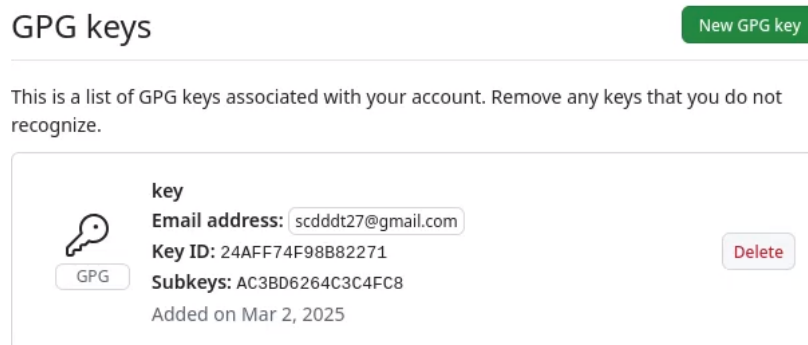 GPG keys
New GPG key
This is a list of GPG keys associated with your account. Remove any keys that you do not
recognize.
key
Email address: scdddt27@gmail.com
Key ID: 24AFF74F98B82271
GPG
Subkeys: AC3BD6264C3C4FC8
Delete
Added on Mar 2, 2025